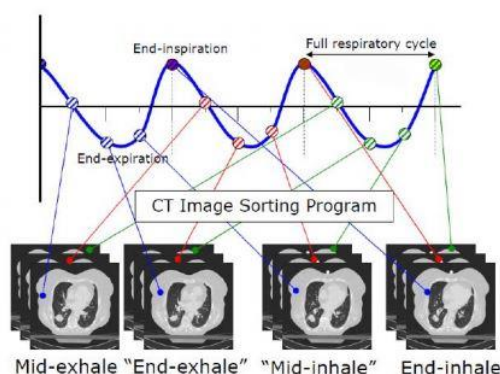 End-inspiration
Full respiratory cycle
End-expiration
CT Image Sorting Program
Mid-exhale "End-exhale" "Mid-inhale" End-inhale